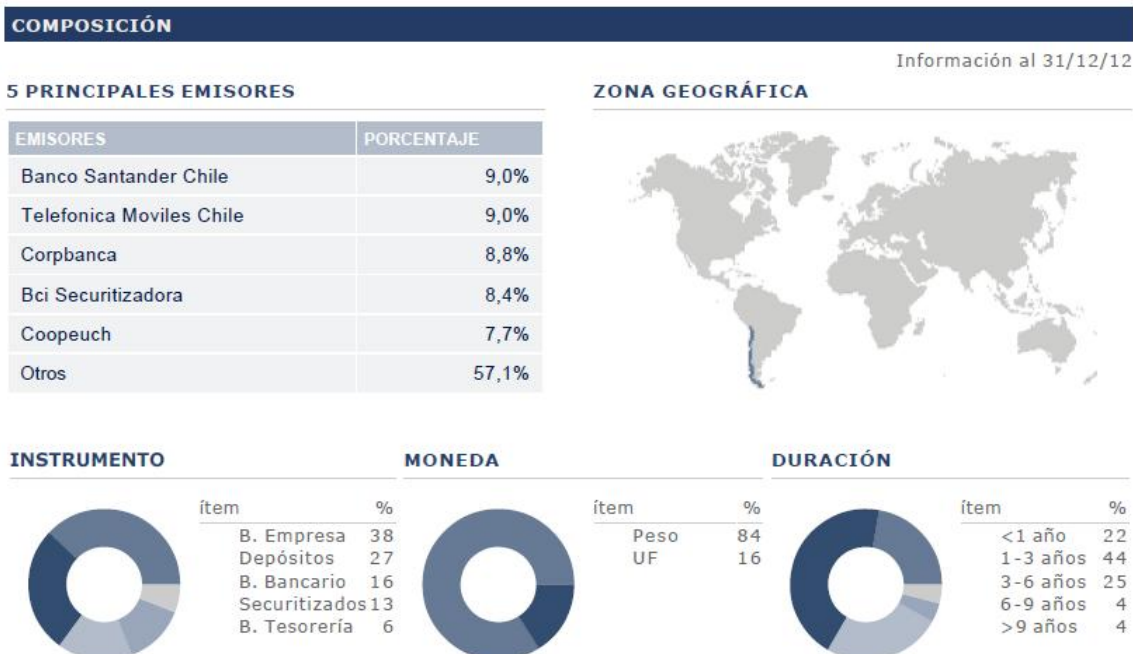 COMPOSICIÓN
Información al 31/12/12
5 PRINCIPALES EMISORES
EMISORES PORCENTAJE
Banco Santander Chile 9,0%
Telefonica Moviles Chile 9,0%
Corpbanca 8,8%
Bci Securitizadora 8,4%
Coopeuch 7,7%
Otros 57,1%
ZONA GEOGRÁFICA
INSTRUMENTO
ítem %
B. Empresa 38
Depósitos 27
B. Bancario 16
Securitizados 13
B. Tesorería 6
MONEDA
ítem %
Peso 84
UF 16
DURACIÓN
ítem %
<1 año 22
1-3 años 44
3-6 años 25
6-9 años 4
>9 años 4